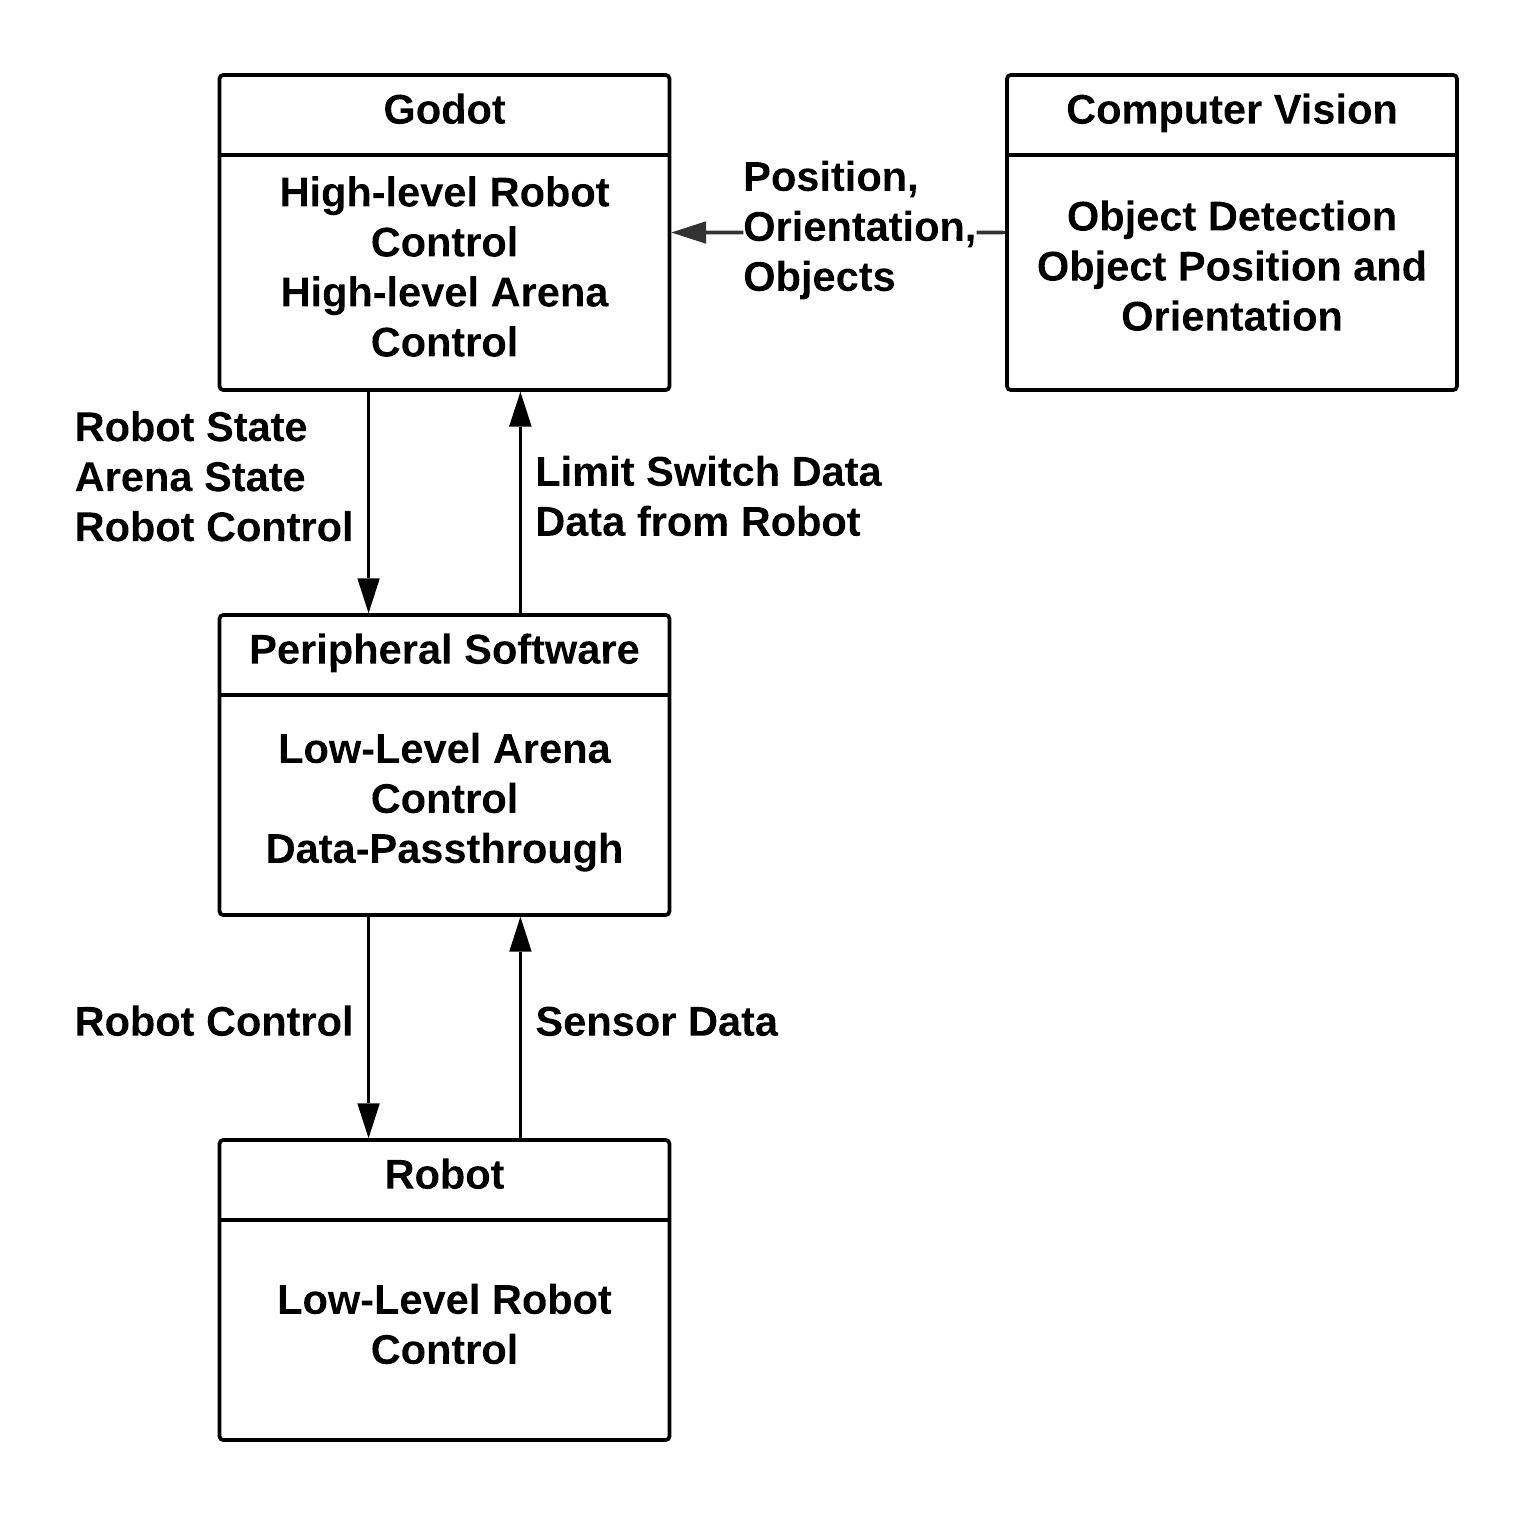 Godot
High-level Robot
Control
High-level Arena
Control
Position,
Orientation,
Objects
Computer Vision
Object Detection
Object Position and
Orientation
Robot State
Arena State
Robot Control
Limit Switch Data
Data from Robot
Peripheral Software
Low-Level Arena
Control
Data-Passthrough
Robot Control
Sensor Data
Robot
Low-Level Robot
Control